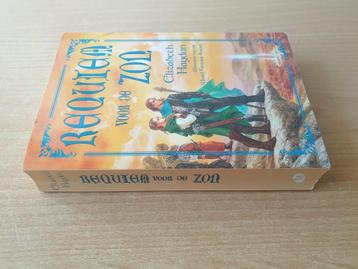 REQUIEM
VOOR DE ZON
Elizabeth
Haydon
REQUIEM VOOR DE ZON